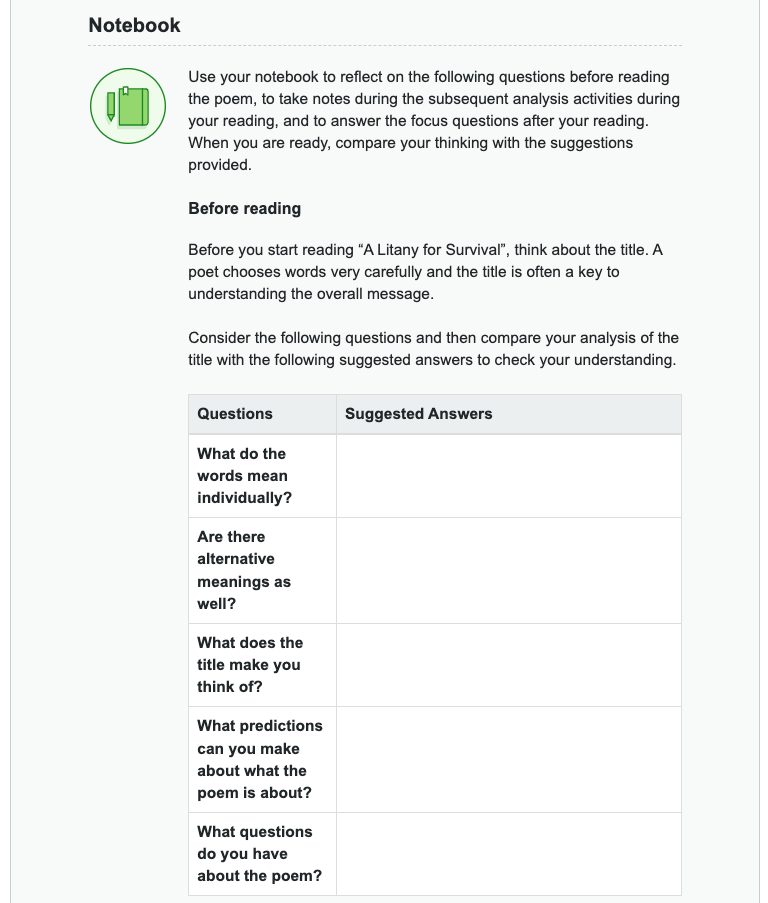 Notebook
Use your notebook to reflect on the following questions before reading
the poem, to take notes during the subsequent analysis activities during
your reading, and to answer the focus questions after your reading.
When you are ready, compare your thinking with the suggestions
provided.
Before reading
Before you start reading “A Litany for Survival”, think about the title. A
poet chooses words very carefully and the title is often a key to
understanding the overall message.
Consider the following questions and then compare your analysis of the
title with the following suggested answers to check your understanding.
Questions Suggested Answers
What do the
words mean
individually?
Are there
alternative
meanings as
well?
What does the
title make you
think of?
What predictions
can you make
about what the
poem is about?
What questions
do you have
about the poem?